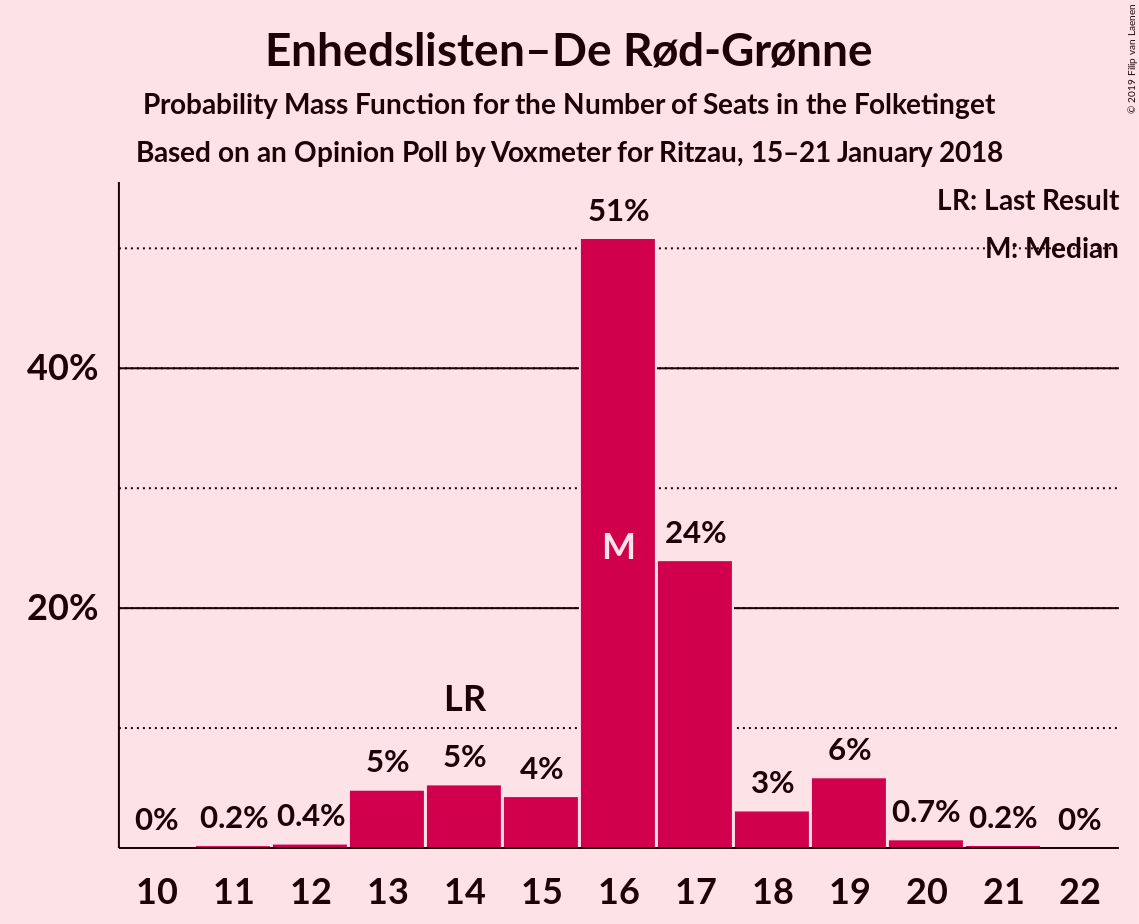 Enhedslisten–De Rød-Grønne
Probability Mass Function for the Number of Seats in the Folketinget
Based on an Opinion Poll by Voxmeter for Ritzau, 15–21 January 2018
© 2019 Filip van Laenen
LR: Last Result
M: Median
40%
20%
0%
0.2%
0.4%
5%
LR
5%
4%
51%
M
24%
3%
6%
0.7%
0.2%
0%
10 11 12 13 14 15 16 17 18 19 20 21 22